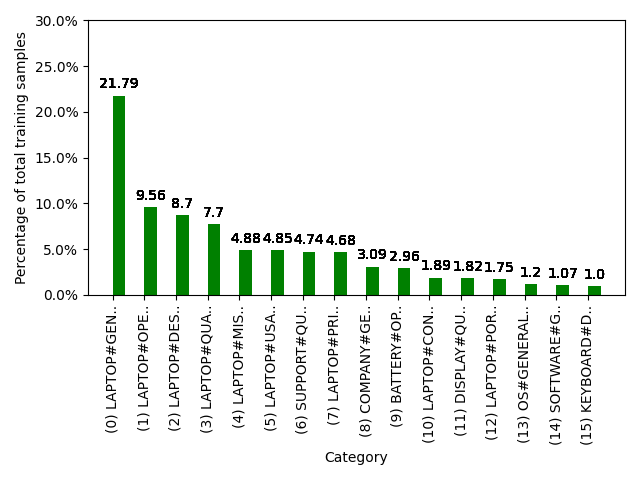 30.0%
25.0%
20.0%
15.0%
10.0%
5.0%
0.0%
Percentage of total training samples
21.79
9.56
8.7
7.7
4.88
4.85
4.74
4.68
3.09
2.96
1.89
1.82
1.75
1.2
1.07
1.0
(0) LAPTOP#GEN..
(1) LAPTOP#OPE..
(2) LAPTOP#DES..
(3) LAPTOP#QUA..
(4) LAPTOP#MIS..
(5) LAPTOP#USA..
(6) SUPPORT#QU..
(7) LAPTOP#PRI..
(8) COMPANY#GE..
(9) BATTERY#OP..
(10) LAPTOP#CON..
(11) DISPLAY#QU..
(12) LAPTOP#POR..
(13) OS#GENERAL..
(14) SOFTWARE#G..
(15) KEYBOARD#D..
Category